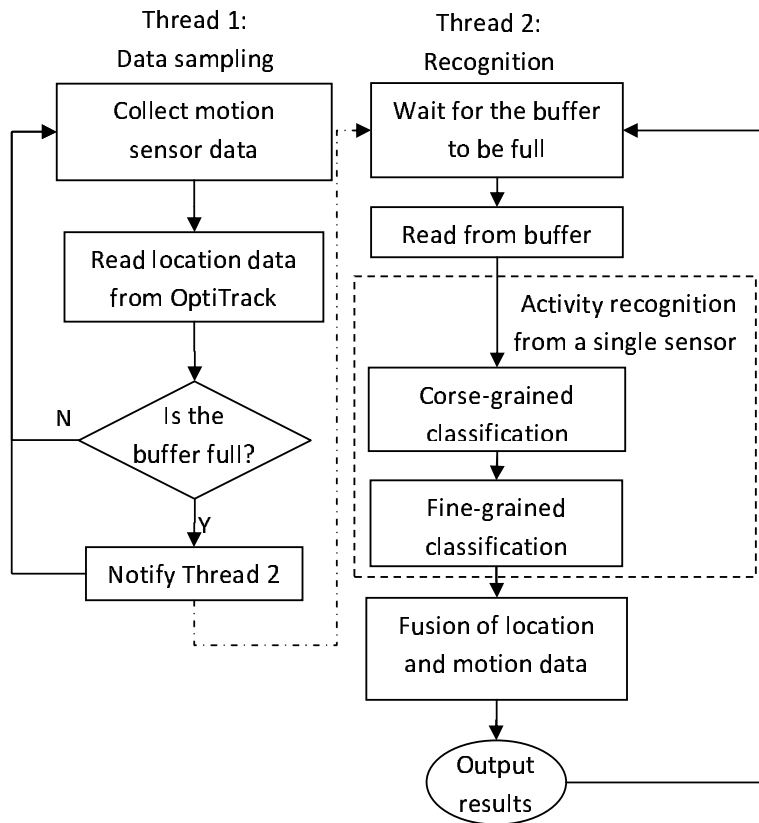 Thread 1:
Data sampling
Collect motion
sensor data
Read location data
from OptiTrack
Is the
buffer full?
N
Y
Notify Thread 2
Thread 2:
Recognition
Wait for the buffer
to be full
Read from buffer
Activity recognition
from a single sensor
Corse-grained
classification
Fine-grained
classification
Fusion of location
and motion data
Output
results